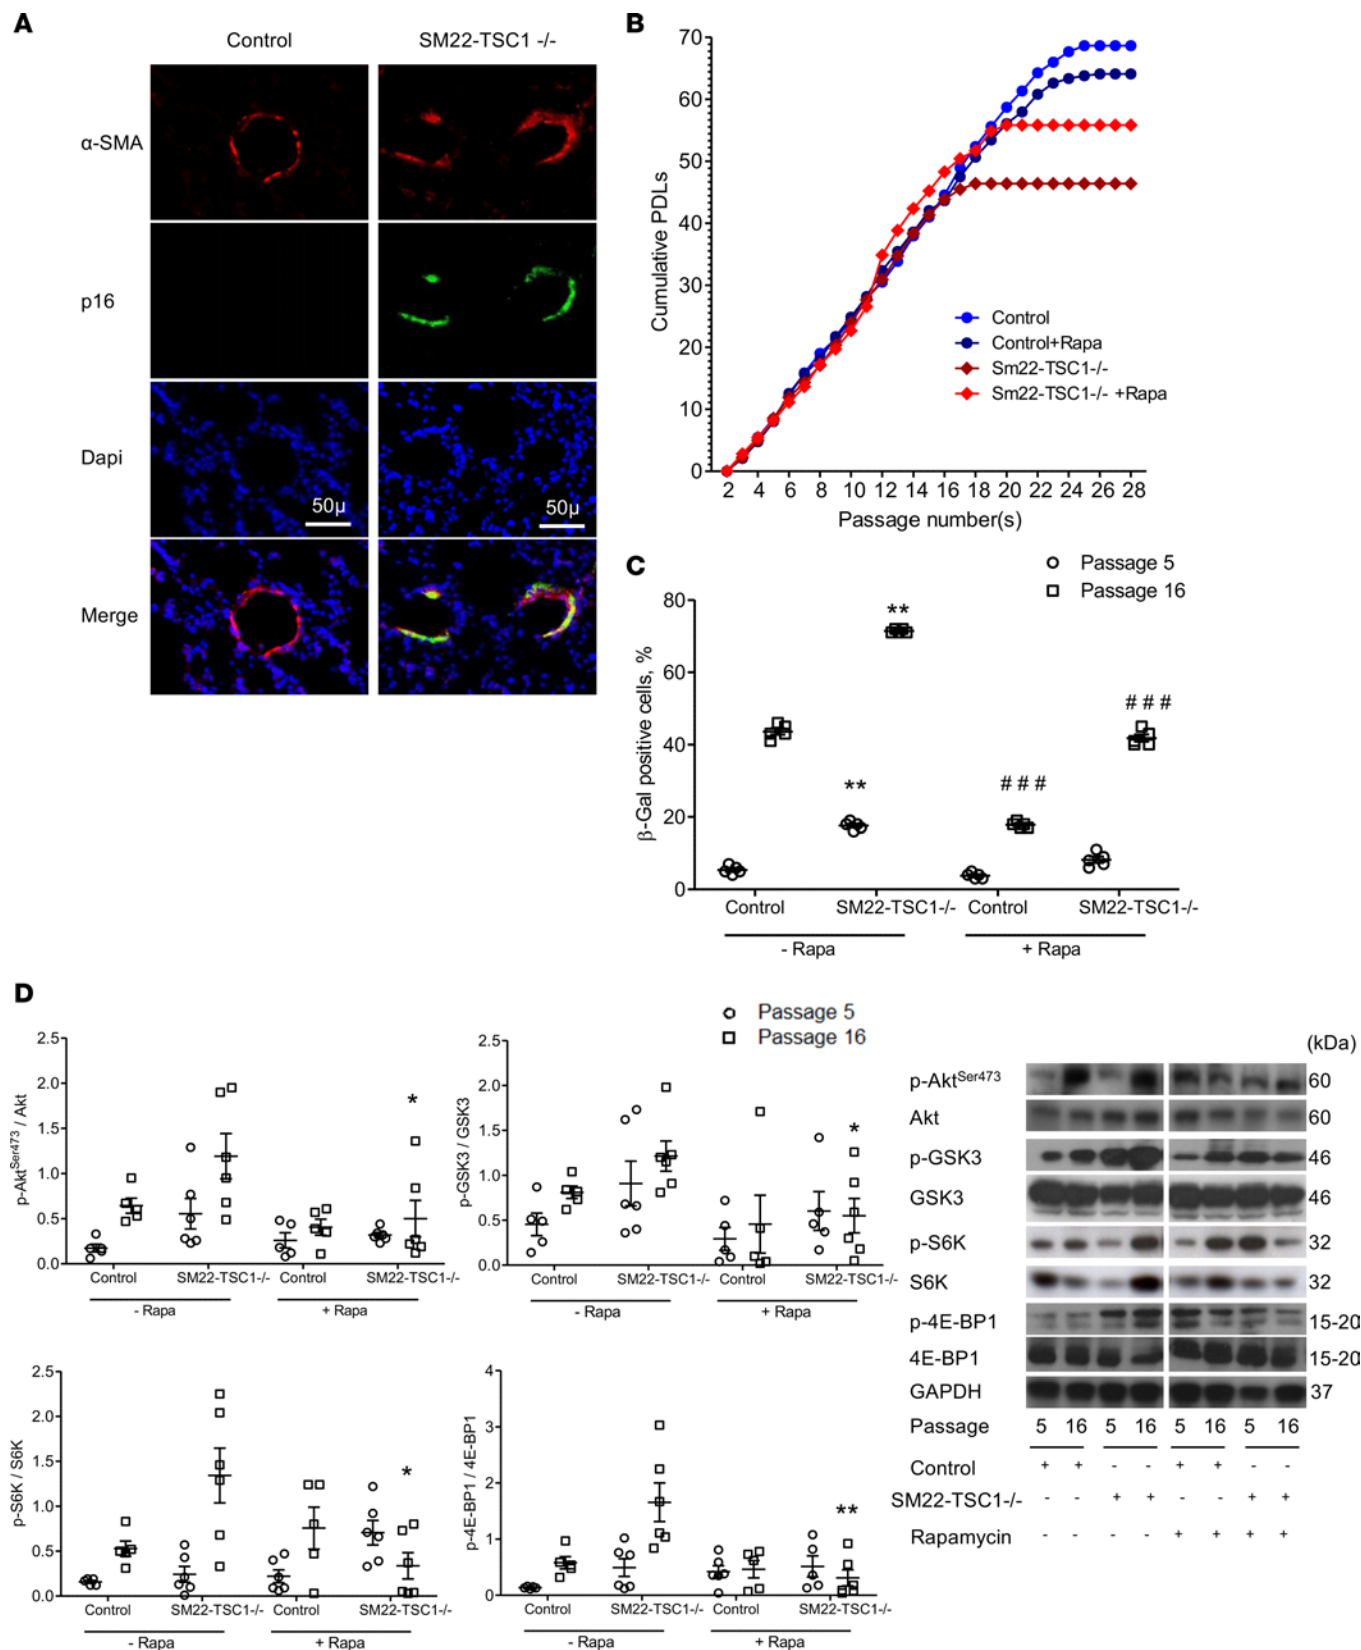 A
Control
SM22-TSC1 -/-
α-SMA
p16
Dapi
50µ
50µ
Merge
B
70
60
50
40
30
20
10
0
Cumulative PDLs
Control
Control+Rapa
Sm22-TSC1-/-
Sm22-TSC1-/- +Rapa
2 4 6 8 10 12 14 16 18 20 22 24 26 28
Passage number(s)
C
Passage 5
Passage 16
80
60
40
20
0
β-Gal positive cells, %
**
**
# # #
# # #
Control SM22-TSC1-/- Control SM22-TSC1-/-
- Rapa + Rapa
D
Passage 5
Passage 16
2.5
2.0
1.5
1.0
0.5
0.0
p-AktSer473 / Akt
*
Control SM22-TSC1-/- Control SM22-TSC1-/-
- Rapa + Rapa
2.5
2.0
1.5
1.0
0.5
0.0
p-GSK3 / GSK3
*
Control SM22-TSC1-/- Control SM22-TSC1-/-
- Rapa + Rapa
2.5
2.0
1.5
1.0
0.5
0.0
p-S6K / S6K
*
Control SM22-TSC1-/- Control SM22-TSC1-/-
- Rapa + Rapa
4
3
2
1
0
p-4E-BP1 / 4E-BP1
**
Control SM22-TSC1-/- Control SM22-TSC1-/-
- Rapa + Rapa
(kDa)
p-AktSer473 60
Akt 60
p-GSK3 46
GSK3 46
p-S6K 32
S6K 32
p-4E-BP1 15-20
4E-BP1 15-20
GAPDH 37
Passage 5 16 5 16 5 16 5 16
Control + + - - + + - -
SM22-TSC1-/- - - + + - - + +
Rapamycin - - - - + + + +